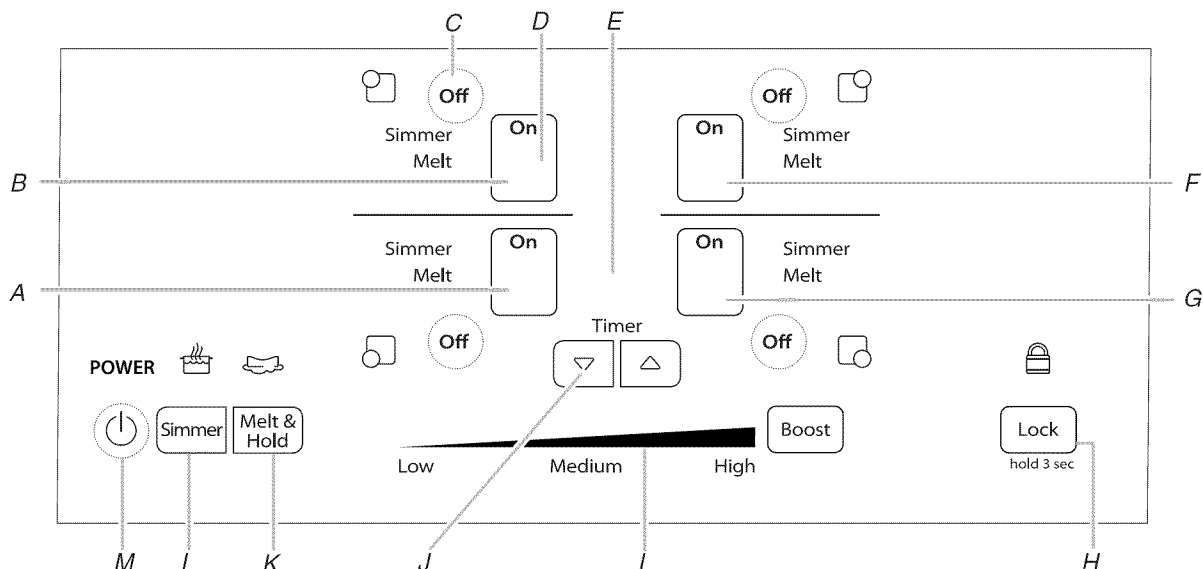 C D E
Off Off
On On
Simmer Simmer
Melt Melt
B F
On On
Simmer Simmer
Melt Melt
A G
Off Timer Off
POWER
Simmer Melt & Hold Boost Lock
Low Medium High hold 3 sec
M L K J I H